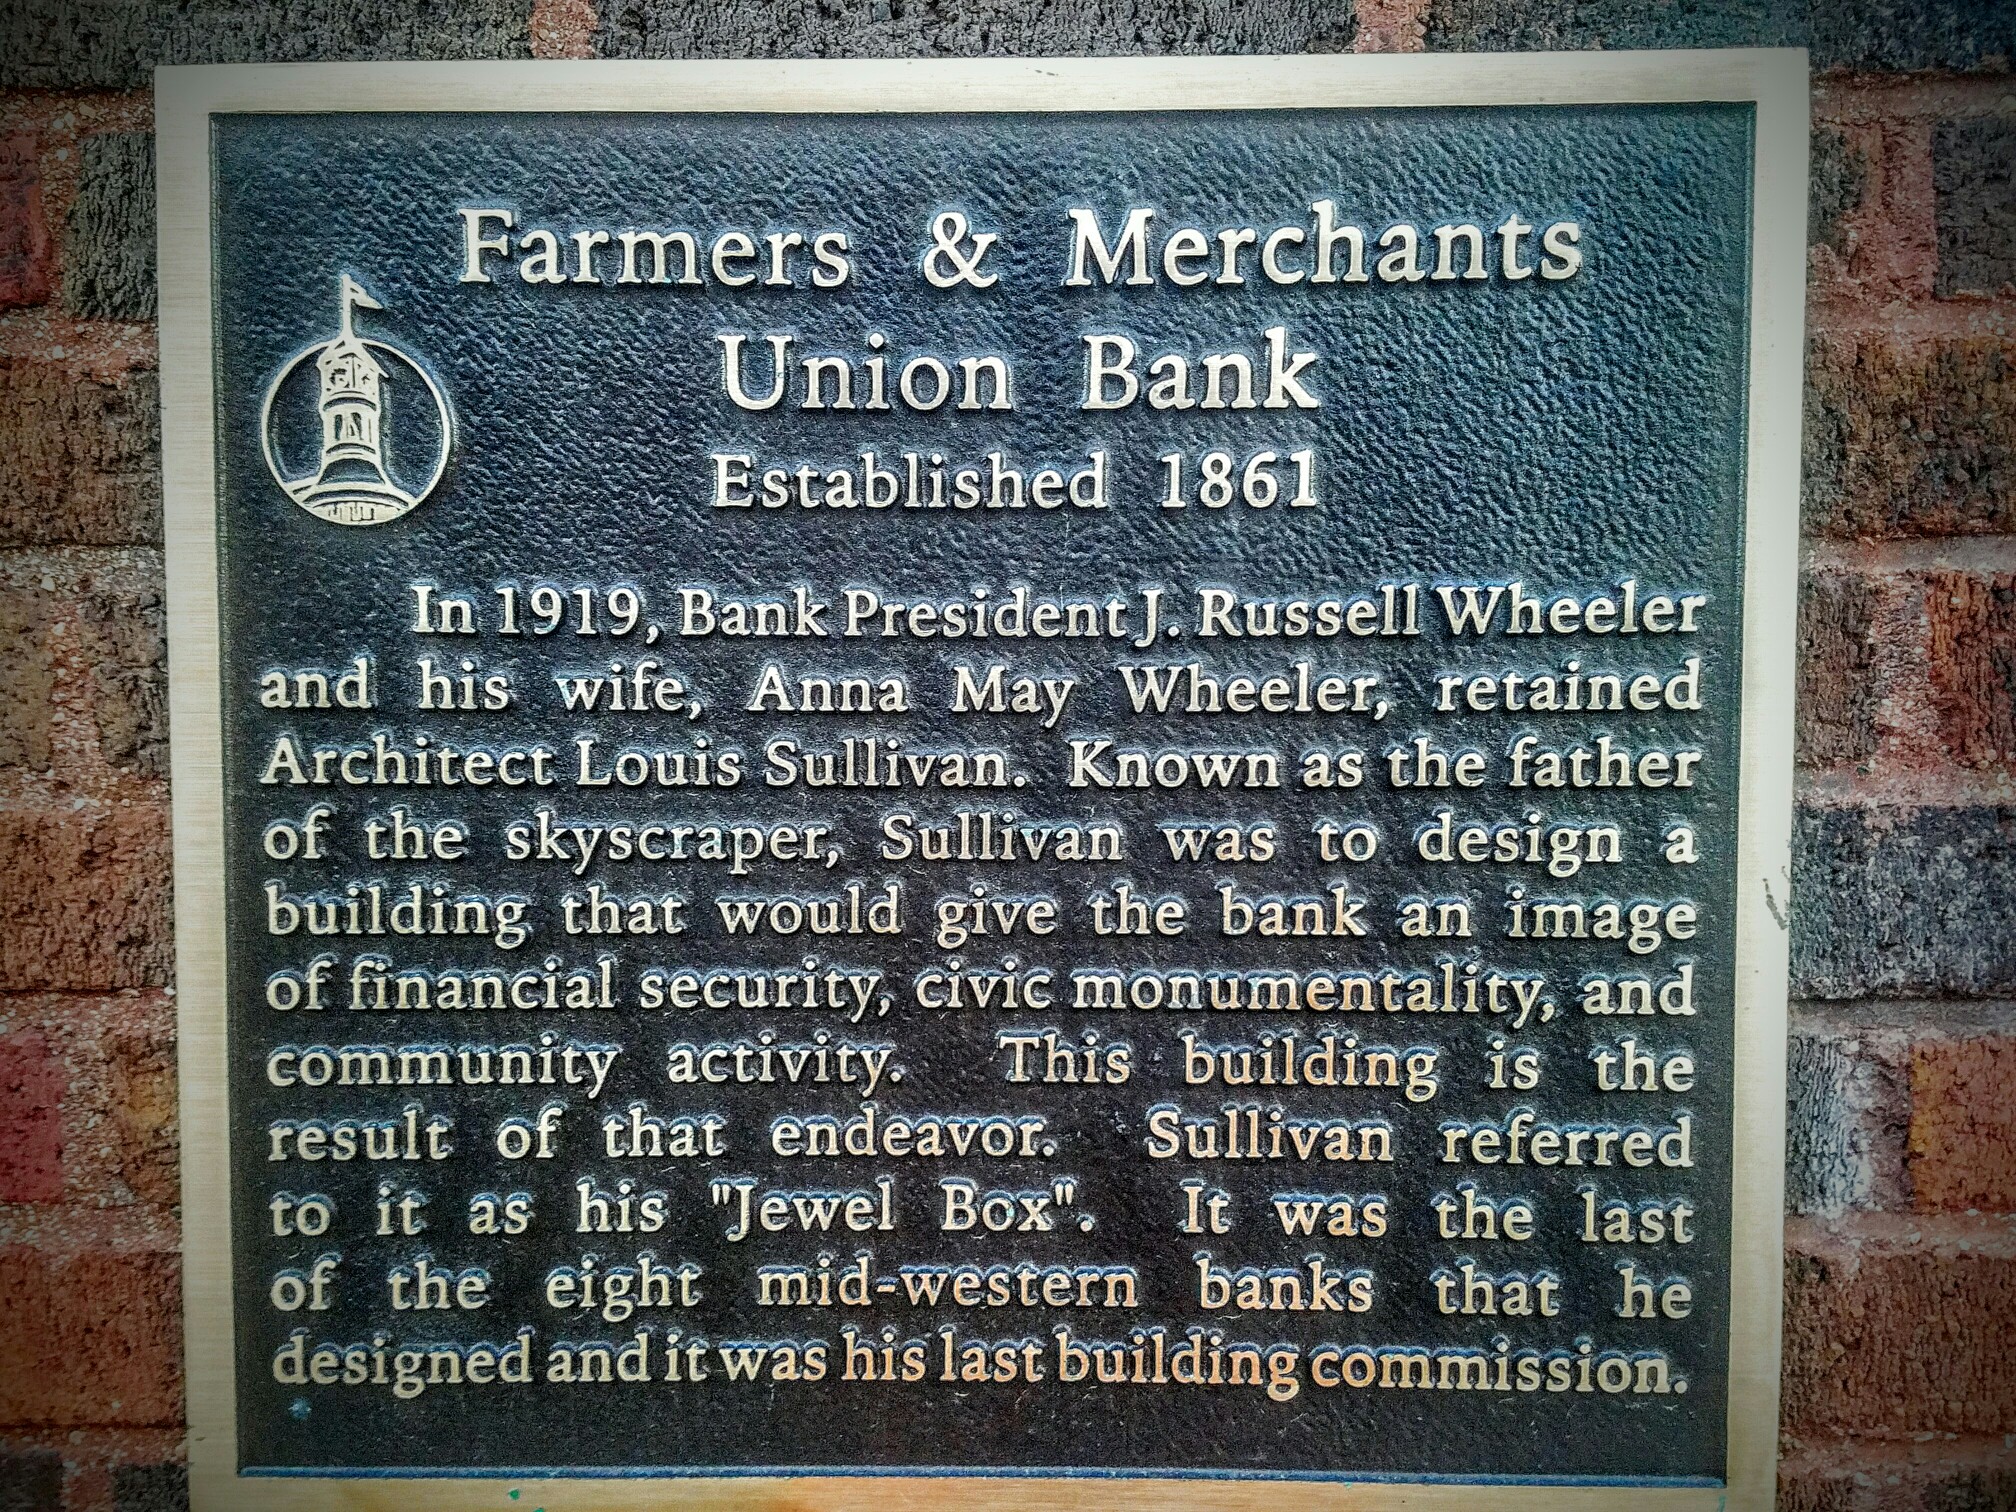 Farmers & Merchants
Union Bank
Established 1861
In 1919, Bank President J. Russell Wheeler
and his wife, Anna May Wheeler, retained
Architect Louis Sullivan. Known as the father
of the skyscraper, Sullivan was to design a
building that would give the bank an image
of financial security, civic monumentality, and
community activity. This building is the
result of that endeavor. Sullivan referred
to it as his "Jewel Box". It was the last
of the eight mid-western banks that he
designed and it was his last building commission.